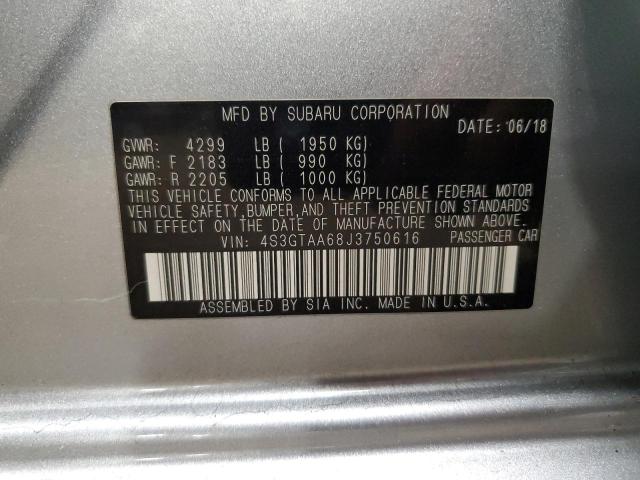 MFD BY SUBARU CORPORATION
DATE: 06/18
GVWR: 4299 LB ( 1950 KG)
GAWR: F 2183 LB ( 990 KG)
GAWR: R 2205 LB ( 1000 KG)
THIS VEHICLE CONFORMS TO ALL APPLICABLE FEDERAL MOTOR
VEHICLE SAFETY, BUMPER, AND THEFT PREVENTION STANDARDS
IN EFFECT ON THE DATE OF MANUFACTURE SHOWN ABOVE.
VIN: 4S3GTAA68J3750616 PASSENGER CAR
ASSEMBLED BY SIA INC. MADE IN U.S.A.